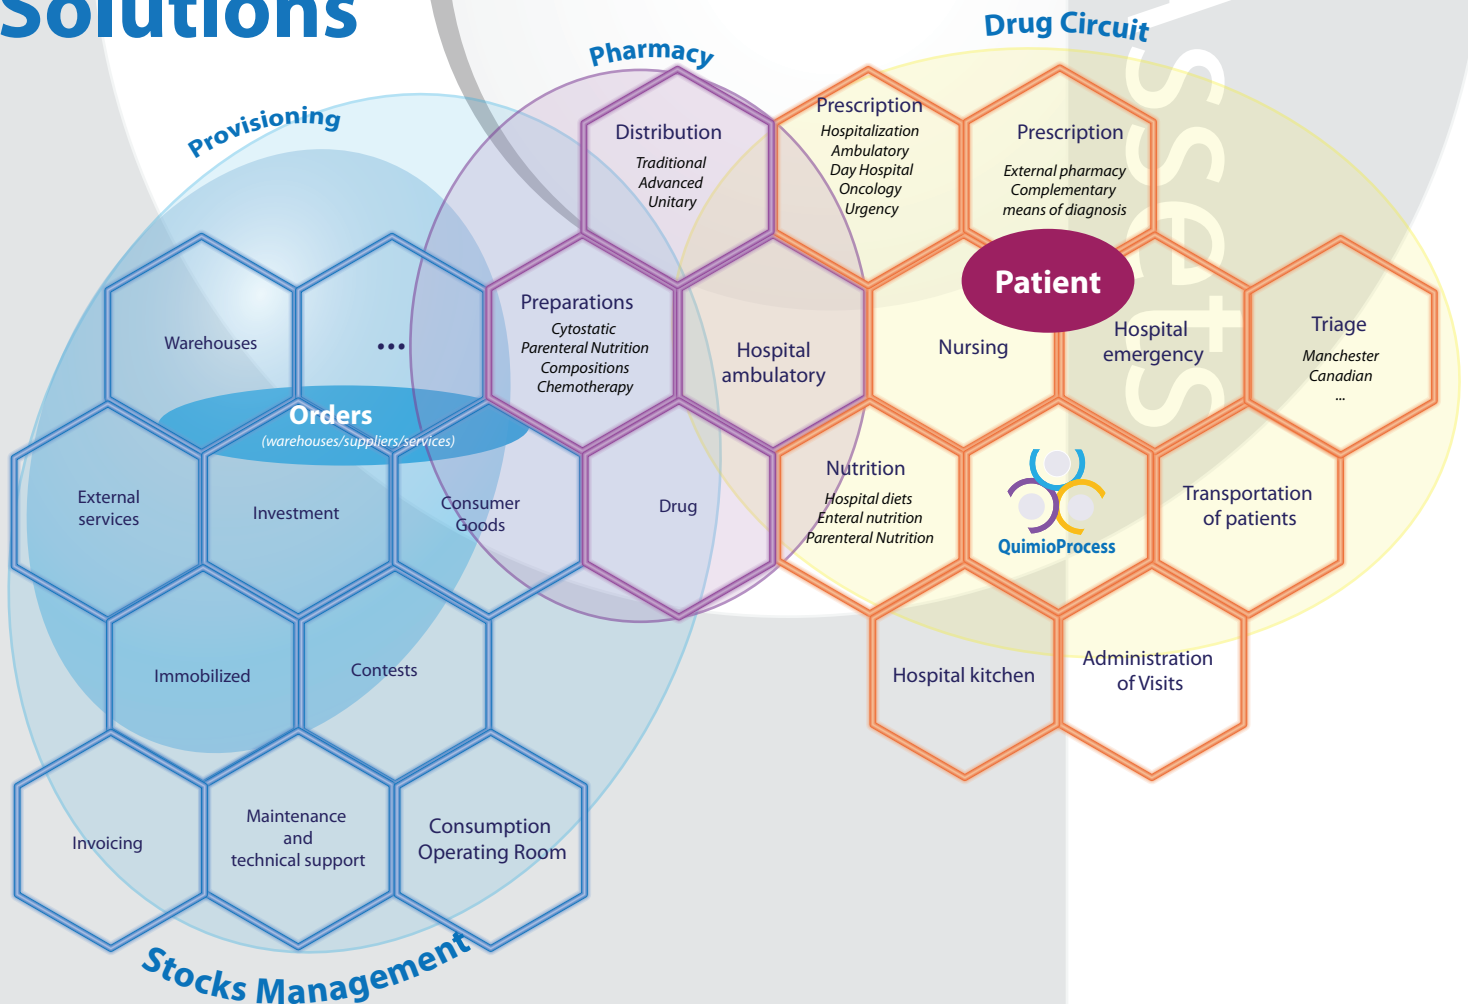 Solutions
Provisioning
Pharmacy
Drug Circuit
ssets
Distribution
Traditional
Advanced
Unitary
Prescription
Hospitalization
Ambulatory
Day Hospital
Oncology
Urgency
Prescription
External pharmacy
Complementary
means of diagnosis
Patient
Warehouses
...
Preparations
Cytostatic
Parenteral Nutrition
Compositions
Chemotherapy
Hospital
ambulatory
Nursing
Hospital
emergency
Triage
Manchester
Canadian
...
Orders
(warehouses/suppliers/services)
External
services
Investment
Consumer
Goods
Drug
Nutrition
Hospital diets
Enteral nutrition
Parenteral Nutrition
QuimioProcess
Transportation
of patients
Immobilized
Contests
Hospital kitchen
Administration
of Visits
Invoicing
Maintenance
and
technical support
Consumption
Operating Room
Stocks Management